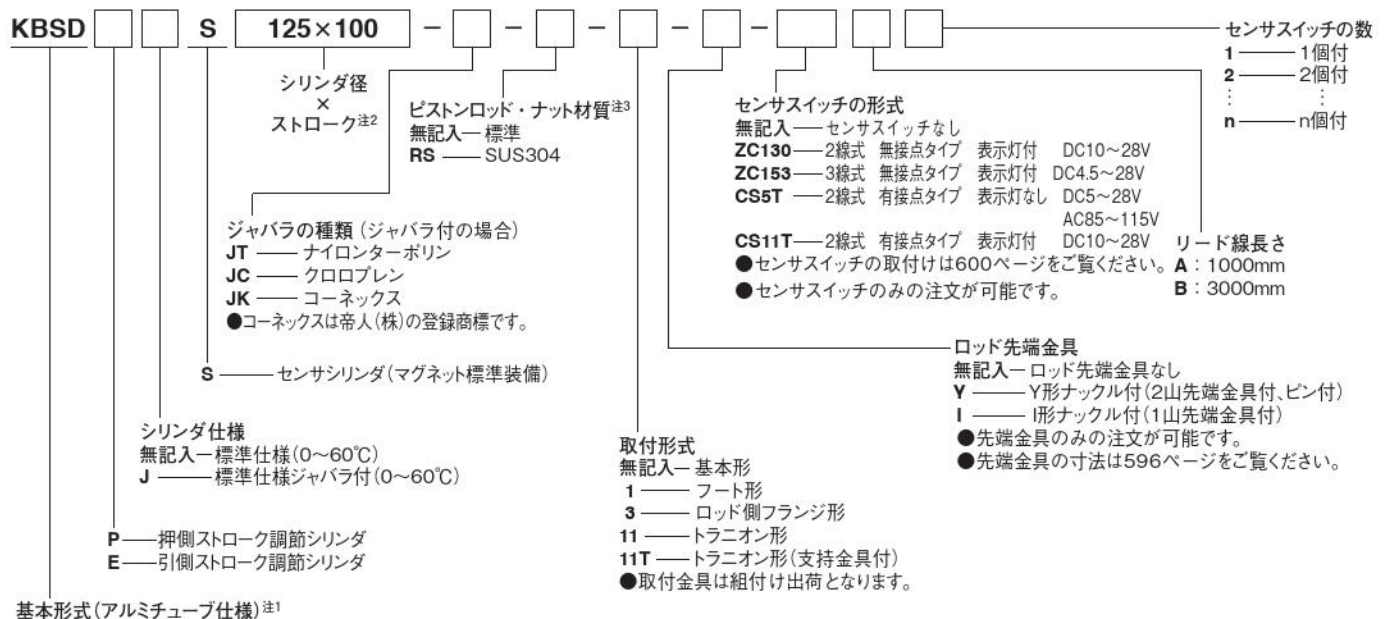 KBSD □ □ S 125×100 － □ － □ － □ － □ － □ □ □
センサスイッチの数
1 —— 1個付
2 —— 2個付
⋮ ⋮
n —— n個付
シリンダ径
×
ストローク注2
ピストンロッド・ナット材質注3
無記入 — 標準
RS —— SUS304
センサスイッチの形式
無記入 —— センサスイッチなし
ZC130 —— 2線式 無接点タイプ 表示灯付 DC10～28V
ZC153 —— 3線式 無接点タイプ 表示灯付 DC4.5～28V
CS5T —— 2線式 有接点タイプ 表示灯なし DC5～28V
AC85～115V
CS11T —— 2線式 有接点タイプ 表示灯付 DC10～28V
●センサスイッチの取付けは600ページをご覧ください。
●センサスイッチのみの注文が可能です。
リード線長さ
A：1000mm
B：3000mm
ジャバラの種類（ジャバラ付の場合）
JT —— ナイロンターポリン
JC —— クロロプレン
JK —— コーネックス
●コーネックスは帝人（株）の登録商標です。
S —— センサシリンダ（マグネット標準装備）
ロッド先端金具
無記入 — ロッド先端金具なし
Y —— Y形ナックル付（2山先端金具付、ピン付）
I —— I形ナックル付（1山先端金具付）
●先端金具のみの注文が可能です。
●先端金具の寸法は596ページをご覧ください。
シリンダ仕様
無記入 — 標準仕様（0～60℃）
J —— 標準仕様ジャバラ付（0～60℃）
取付形式
無記入 — 基本形
1 —— フート形
3 —— ロッド側フランジ形
11 —— トラニオン形
11T —— トラニオン形（支持金具付）
●取付金具は組付け出荷となります。
P —— 押側ストローク調節シリンダ
E —— 引側ストローク調節シリンダ
基本形式（アルミチューブ仕様）注1